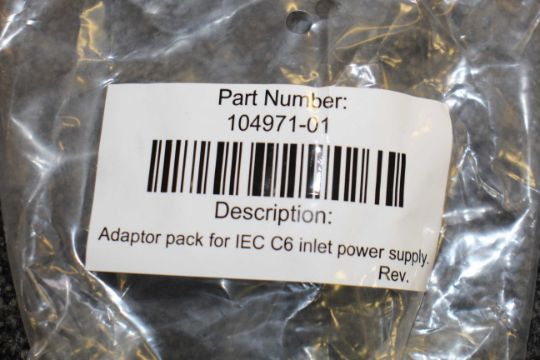 Part Number:
104971-01
Description:
Adaptor pack for IEC C6 inlet power supply.
Rev.